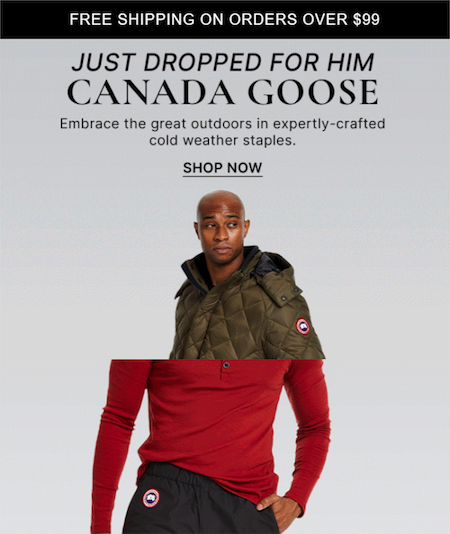 FREE SHIPPING ON ORDERS OVER $99
JUST DROPPED FOR HIM
CANADA GOOSE
Embrace the great outdoors in expertly-crafted
cold weather staples.
SHOP NOW